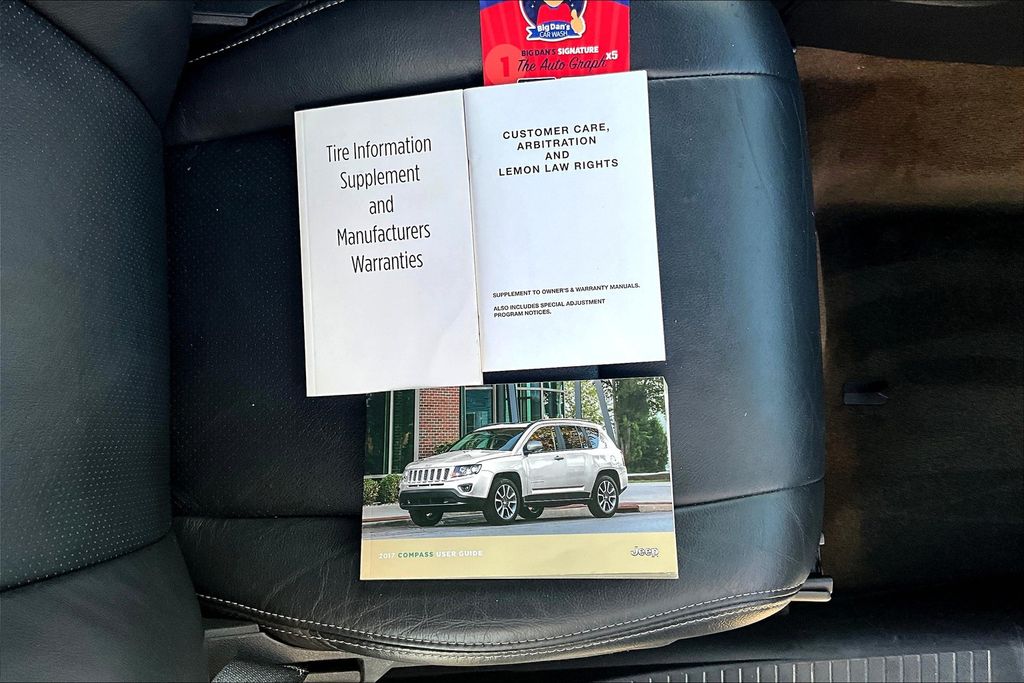 Big Dan's
CAR WASH
1 BIG DAN'S SIGNATURE
The Auto Graph x5
Tire Information
Supplement
and
Manufacturers
Warranties
CUSTOMER CARE,
ARBITRATION
AND
LEMON LAW RIGHTS
SUPPLEMENT TO OWNER'S & WARRANTY MANUALS.
ALSO INCLUDES SPECIAL ADJUSTMENT
PROGRAM NOTICES.
2017 COMPASS USER GUIDE
Jeep